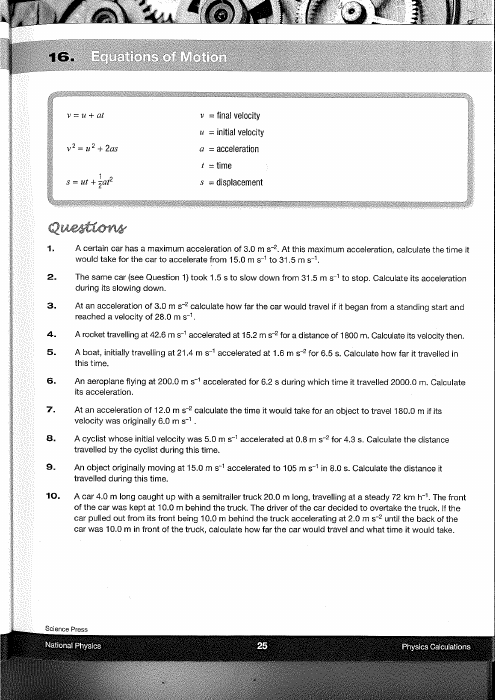 16. Equations of Motion
v = u + at
v = final velocity
u = initial velocity
v² = u² + 2as
a = acceleration
t = time
s = ut + ½at²
s = displacement
Questions
1. A certain car has a maximum acceleration of 3.0 m s⁻². At this maximum acceleration, calculate the time it
would take for the car to accelerate from 15.0 m s⁻¹ to 31.5 m s⁻¹.
2. The same car (see Question 1) took 1.5 s to slow down from 31.5 m s⁻¹ to stop. Calculate its acceleration
during its slowing down.
3. At an acceleration of 3.0 m s⁻² calculate how far the car would travel if it began from a standing start and
reached a velocity of 28.0 m s⁻¹.
4. A rocket travelling at 42.6 m s⁻¹ accelerated at 15.2 m s⁻² for a distance of 1800 m. Calculate its velocity then.
5. A boat, initially travelling at 21.4 m s⁻¹ accelerated at 1.6 m s⁻² for 6.5 s. Calculate how far it travelled in
this time.
6. An aeroplane flying at 200.0 m s⁻¹ accelerated for 6.2 s during which time it travelled 2000.0 m. Calculate
its acceleration.
7. At an acceleration of 12.0 m s⁻² calculate the time it would take for an object to travel 180.0 m if its
velocity was originally 6.0 m s⁻¹ .
8. A cyclist whose initial velocity was 5.0 m s⁻¹ accelerated at 0.8 m s⁻² for 4.3 s. Calculate the distance
travelled by the cyclist during this time.
9. An object originally moving at 15.0 m s⁻¹ accelerated to 105 m s⁻¹ in 8.0 s. Calculate the distance it
travelled during this time.
10. A car 4.0 m long caught up with a semitrailer truck 20.0 m long, travelling at a steady 72 km h⁻¹. The front
of the car was kept at 10.0 m behind the truck. The driver of the car decided to overtake the truck. If the
car pulled out from its front being 10.0 m behind the truck accelerating at 2.0 m s⁻² until the back of the
car was 10.0 m in front of the truck, calculate how far the car would travel and what time it would take.
Science Press
National Physics 25 Physics Calculations